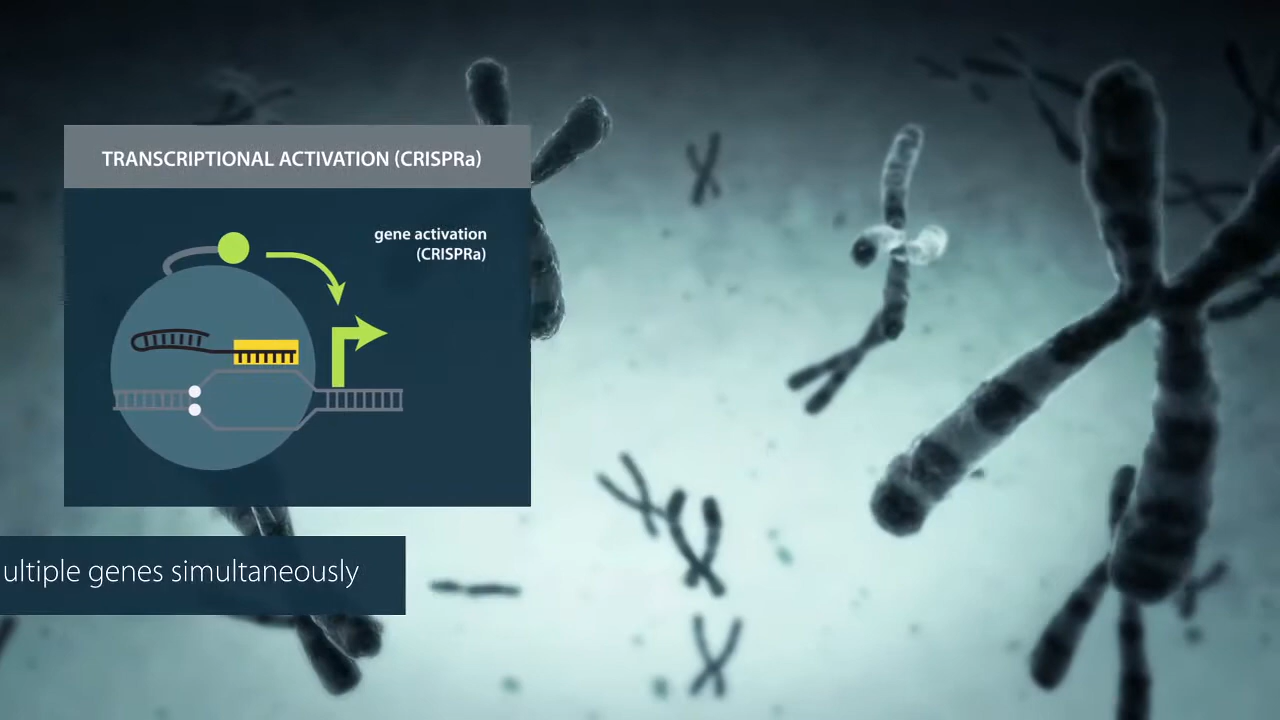 TRANSCRIPTIONAL ACTIVATION (CRISPRa)
gene activation
(CRISPRa)
ultiple genes simultaneously